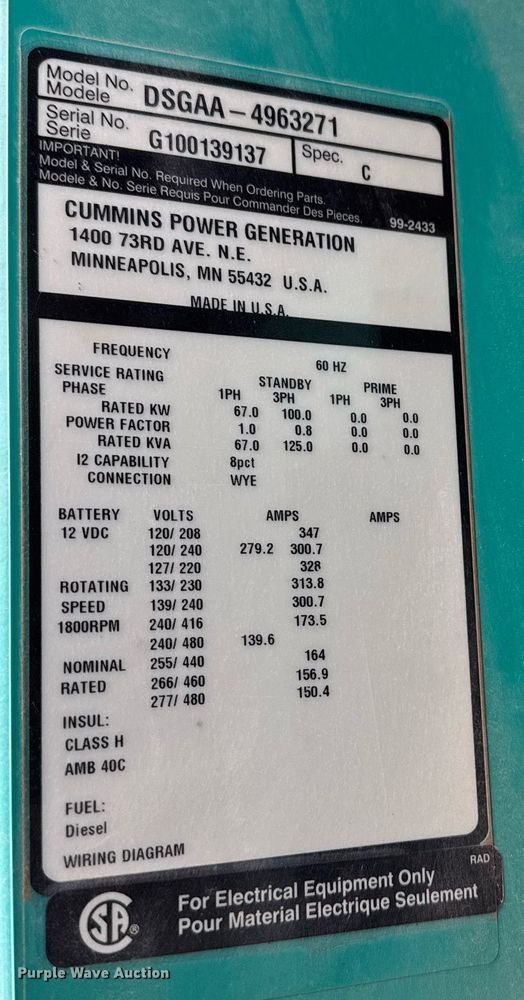 Model No.
Modele DSGAA-4963271
Serial No.
Serie G100139137 Spec. C
IMPORTANT!
Model & Serial No. Required When Ordering Parts.
Modele & No. Serie Requis Pour Commander Des Pieces. 99-2433
CUMMINS POWER GENERATION
1400 73RD AVE. N.E.
MINNEAPOLIS, MN 55432 U.S.A.
MADE IN U.S.A.
FREQUENCY 60 HZ
SERVICE RATING STANDBY PRIME
PHASE 1PH 3PH 1PH 3PH
RATED KW 67.0 100.0 0.0 0.0
POWER FACTOR 1.0 0.8 0.0 0.0
RATED KVA 67.0 125.0 0.0 0.0
I2 CAPABILITY 8pct
CONNECTION WYE
BATTERY VOLTS AMPS AMPS
12 VDC 120/ 208 347
120/ 240 279.2 300.7
127/ 220 328
ROTATING 133/ 230 313.8
SPEED 139/ 240 300.7
1800RPM 240/ 416 173.5
240/ 480 139.6
NOMINAL 255/ 440 164
RATED 266/ 460 156.9
277/ 480 150.4
INSUL:
CLASS H
AMB 40C
FUEL:
Diesel
WIRING DIAGRAM
RAD
SA ®
For Electrical Equipment Only
Pour Material Electrique Seulement
Purple Wave Auction